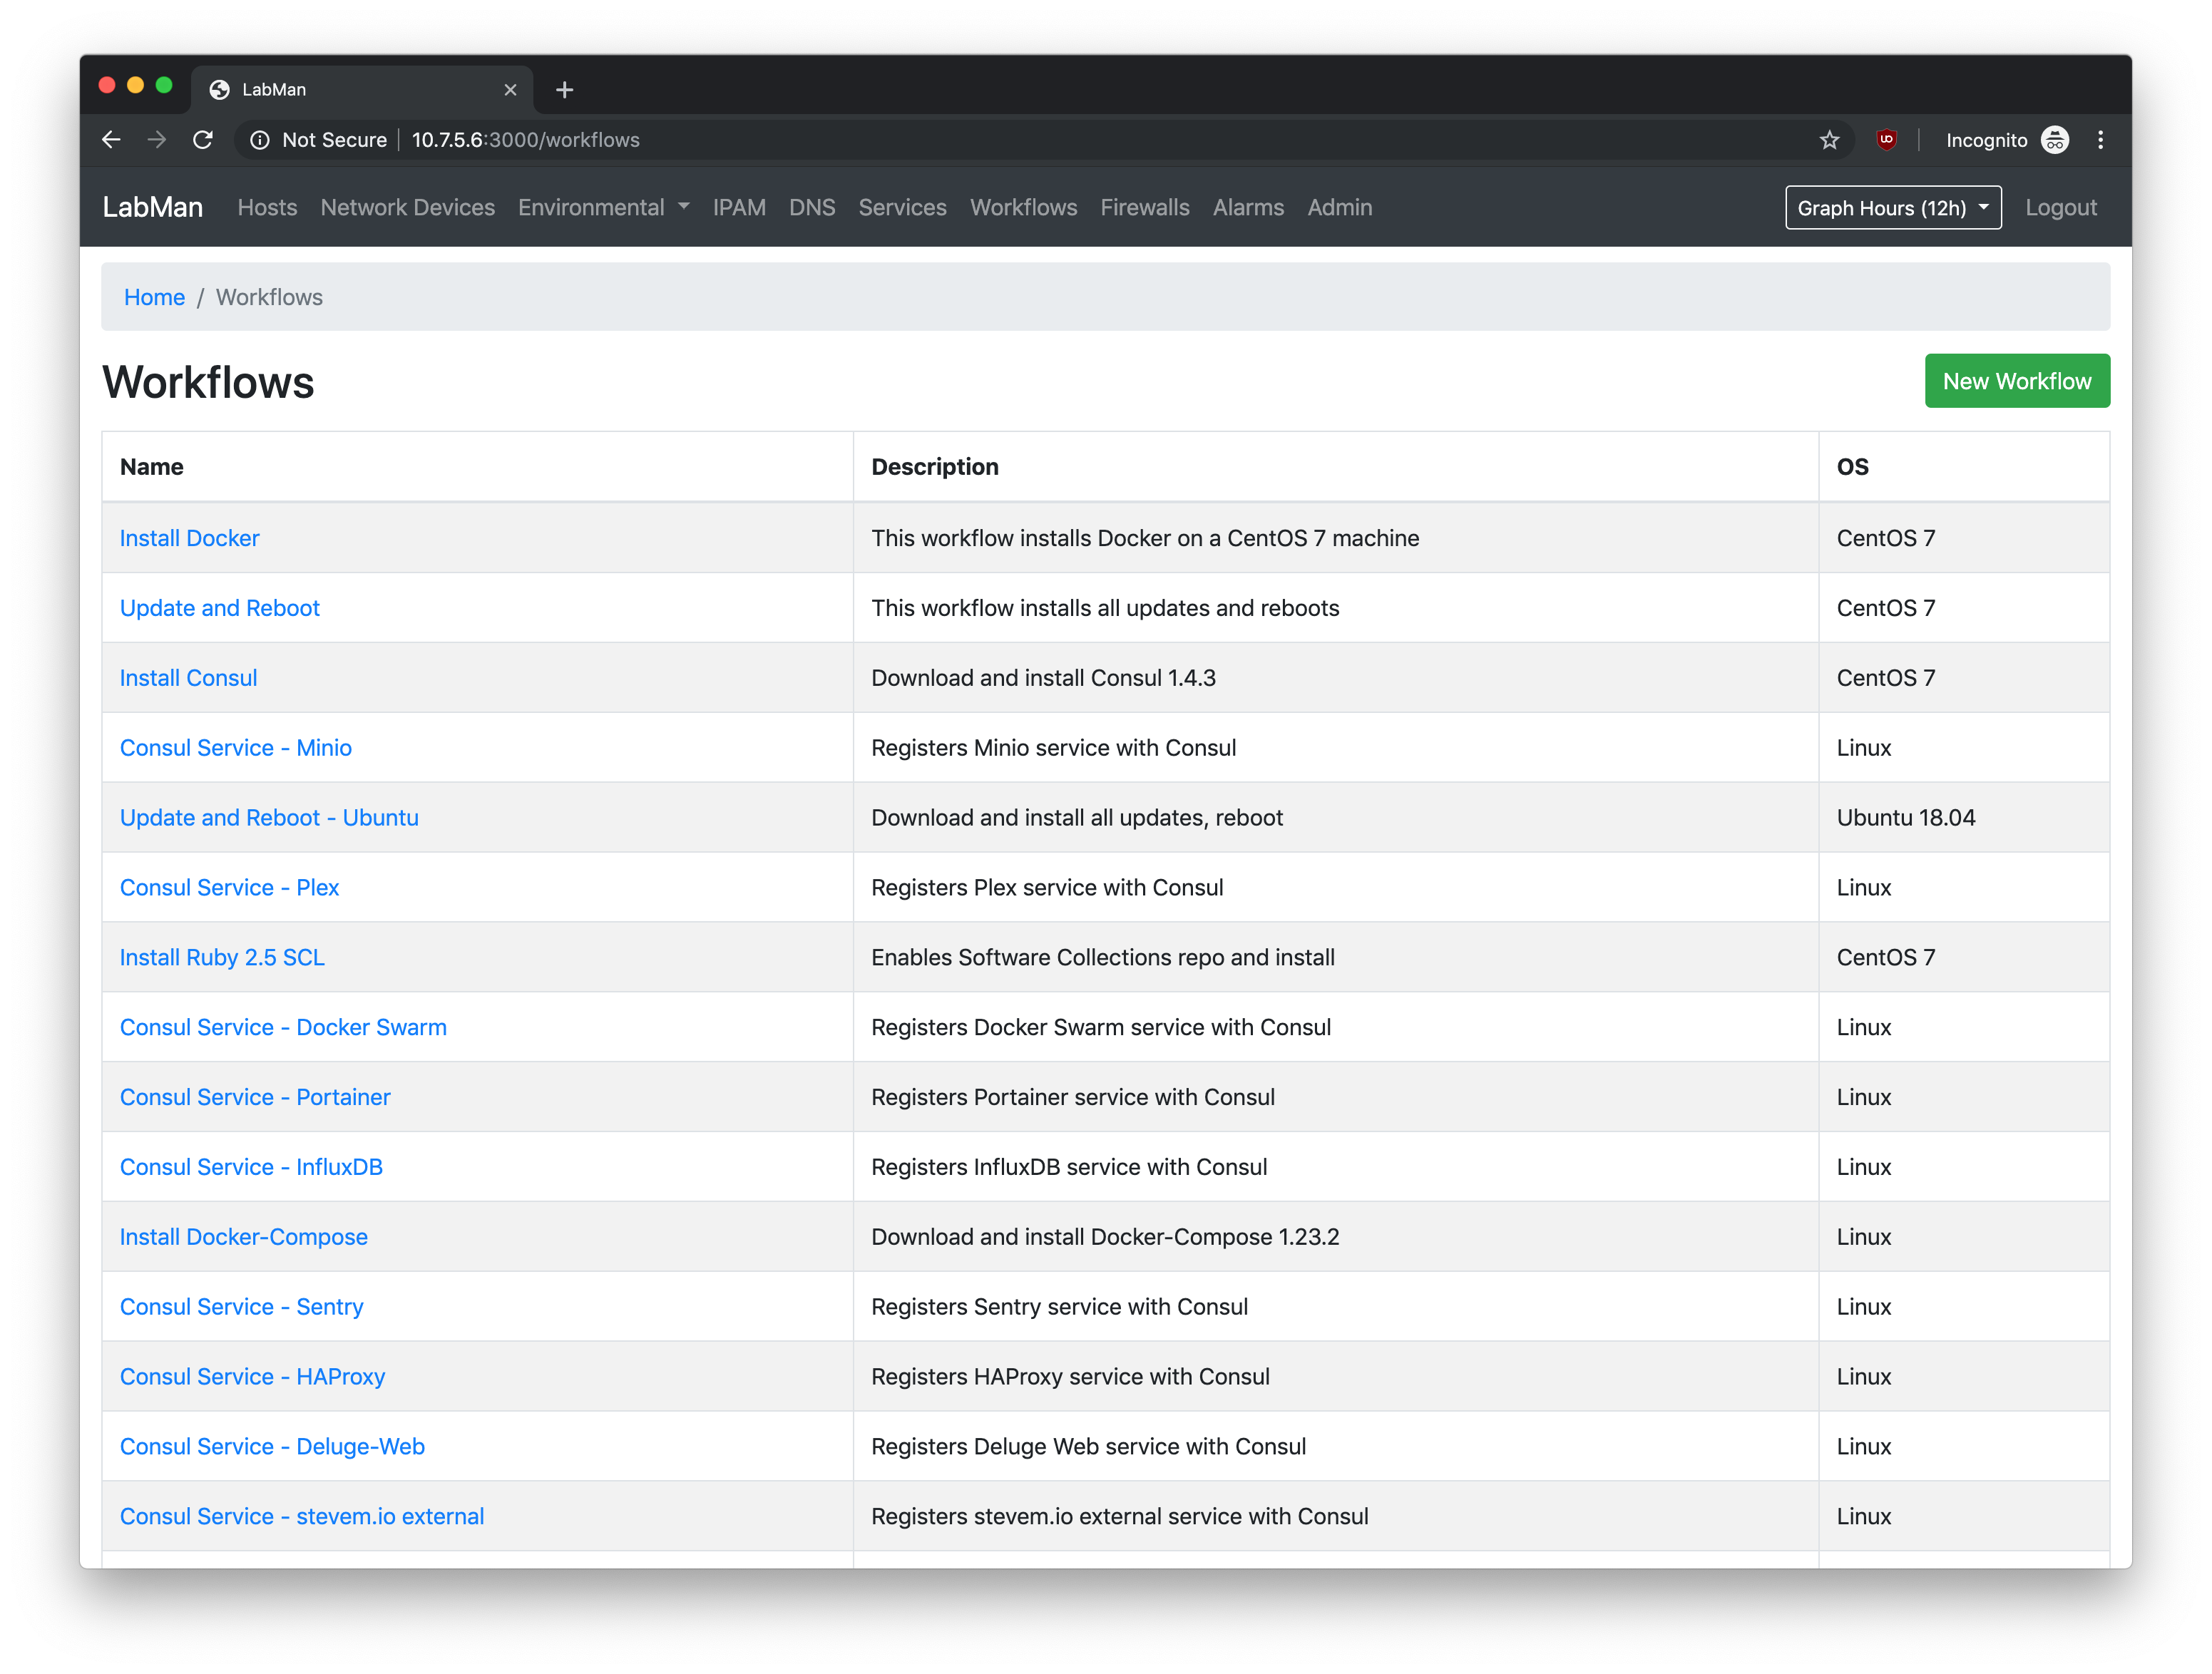 LabMan
Not Secure | 10.7.5.6:3000/workflows
Incognito
LabMan Hosts Network Devices Environmental IPAM DNS Services Workflows Firewalls Alarms Admin Graph Hours (12h) Logout
Home / Workflows
Workflows New Workflow
Name Description OS
Install Docker This workflow installs Docker on a CentOS 7 machine CentOS 7
Update and Reboot This workflow installs all updates and reboots CentOS 7
Install Consul Download and install Consul 1.4.3 CentOS 7
Consul Service - Minio Registers Minio service with Consul Linux
Update and Reboot - Ubuntu Download and install all updates, reboot Ubuntu 18.04
Consul Service - Plex Registers Plex service with Consul Linux
Install Ruby 2.5 SCL Enables Software Collections repo and install CentOS 7
Consul Service - Docker Swarm Registers Docker Swarm service with Consul Linux
Consul Service - Portainer Registers Portainer service with Consul Linux
Consul Service - InfluxDB Registers InfluxDB service with Consul Linux
Install Docker-Compose Download and install Docker-Compose 1.23.2 Linux
Consul Service - Sentry Registers Sentry service with Consul Linux
Consul Service - HAProxy Registers HAProxy service with Consul Linux
Consul Service - Deluge-Web Registers Deluge Web service with Consul Linux
Consul Service - stevem.io external Registers stevem.io external service with Consul Linux